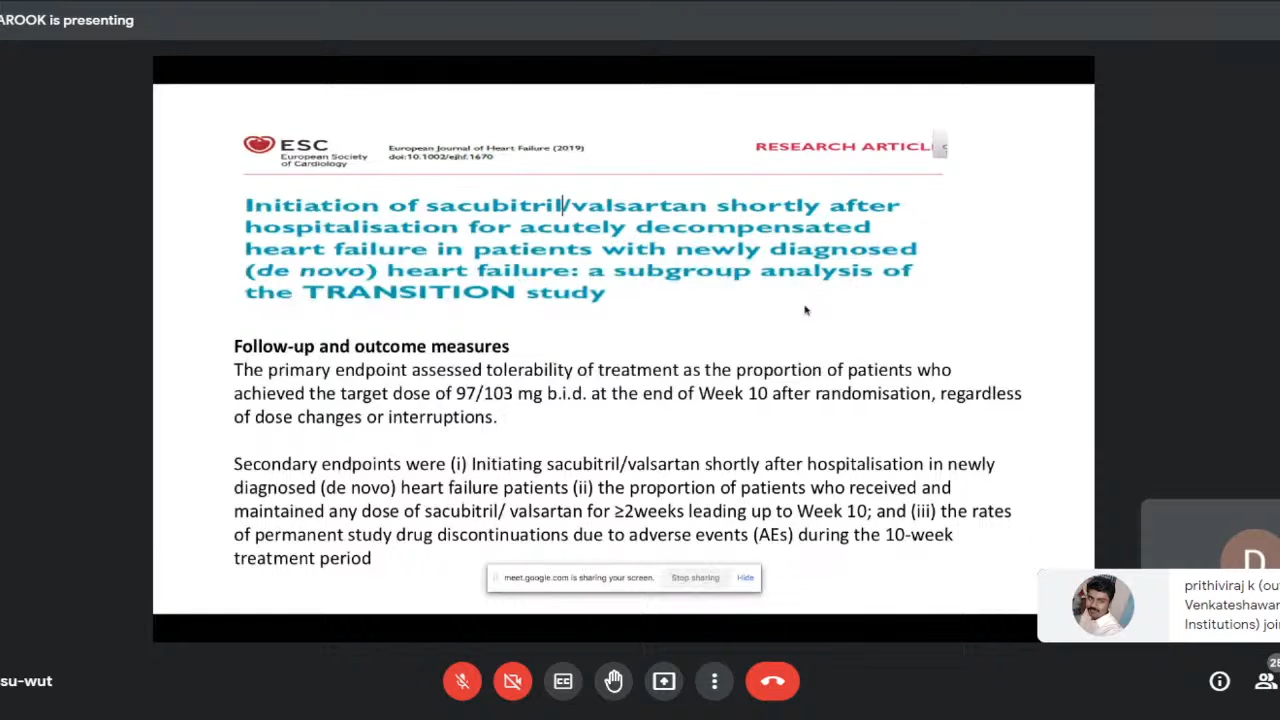 AROOK is presenting
ESC
European Society
of Cardiology
European Journal of Heart Failure (2019)
doi:10.1002/ejhf.1670
RESEARCH ARTICL
Initiation of sacubitril/valsartan shortly after
hospitalisation for acutely decompensated
heart failure in patients with newly diagnosed
(de novo) heart failure: a subgroup analysis of
the TRANSITION study
Follow-up and outcome measures
The primary endpoint assessed tolerability of treatment as the proportion of patients who
achieved the target dose of 97/103 mg b.i.d. at the end of Week 10 after randomisation, regardless
of dose changes or interruptions.
Secondary endpoints were (i) Initiating sacubitril/valsartan shortly after hospitalisation in newly
diagnosed (de novo) heart failure patients (ii) the proportion of patients who received and
maintained any dose of sacubitril/ valsartan for ≥2weeks leading up to Week 10; and (iii) the rates
of permanent study drug discontinuations due to adverse events (AEs) during the 10-week
treatment period
meet.google.com is sharing your screen.
Stop sharing
Hide
D
prithiviraj k (ou
Venkateshawar
Institutions) joi
su-wut